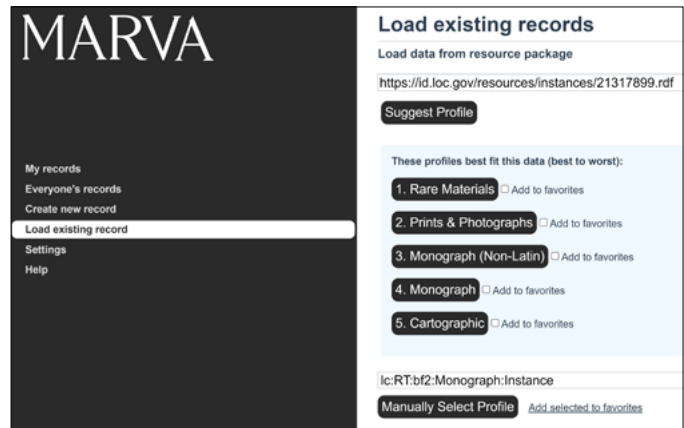 MARVA
My records
Everyone's records
Create new record
Load existing record
Settings
Help
Load existing records
Load data from resource package
https://id.loc.gov/resources/instances/21317899.rdf
Suggest Profile
These profiles best fit this data (best to worst):
1. Rare Materials Add to favorites
2. Prints & Photographs Add to favorites
3. Monograph (Non-Latin) Add to favorites
4. Monograph Add to favorites
5. Cartographic Add to favorites
lc:RT:bf2:Monograph:Instance
Manually Select Profile Add selected to favorites